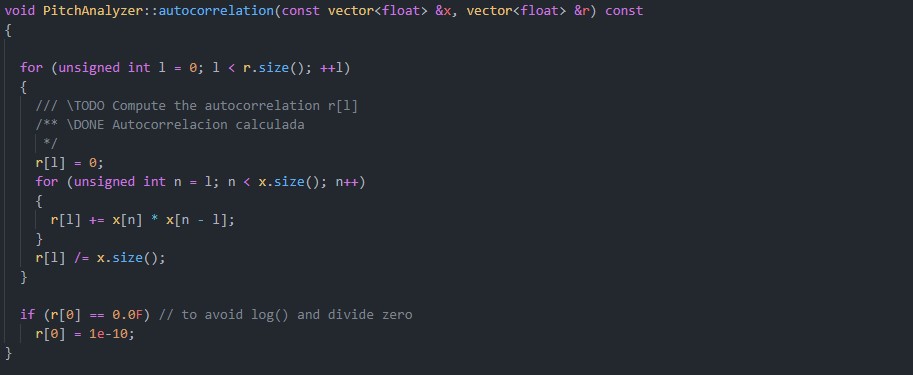 void PitchAnalyzer::autocorrelation(const vector<float> &x, vector<float> &r) const
{
for (unsigned int l = 0; l < r.size(); ++l)
{
/// \TODO Compute the autocorrelation r[l]
/** \DONE Autocorrelacion calculada
*/
r[l] = 0;
for (unsigned int n = l; n < x.size(); n++)
{
r[l] += x[n] * x[n - l];
}
r[l] /= x.size();
}
if (r[0] == 0.0F) // to avoid log() and divide zero
r[0] = 1e-10;
}